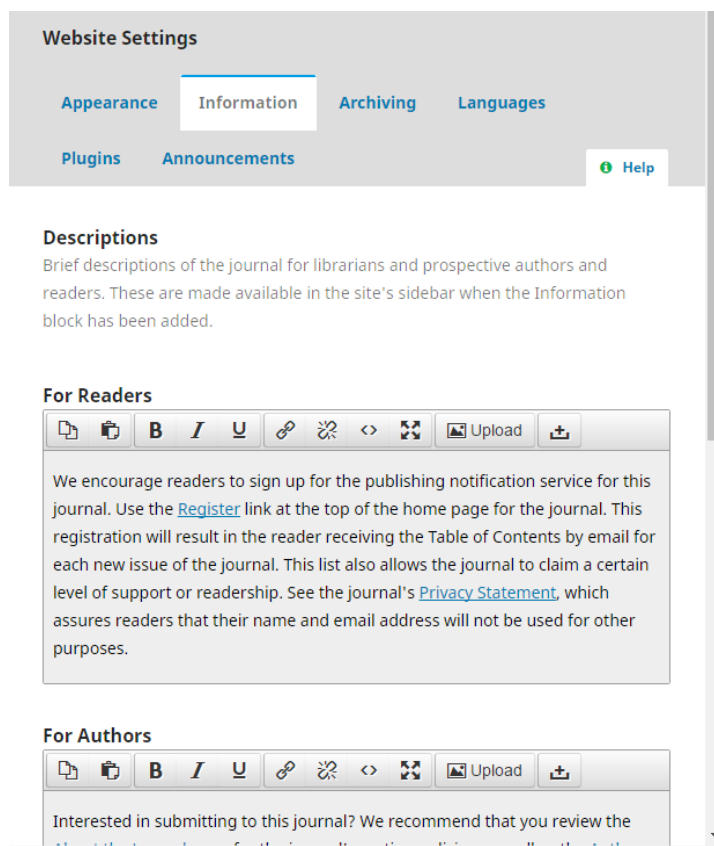 Website Settings
Appearance Information Archiving Languages
Plugins Announcements
Help
Descriptions
Brief descriptions of the journal for librarians and prospective authors and
readers. These are made available in the site's sidebar when the Information
block has been added.
For Readers
B I U Upload
We encourage readers to sign up for the publishing notification service for this
journal. Use the Register link at the top of the home page for the journal. This
registration will result in the reader receiving the Table of Contents by email for
each new issue of the journal. This list also allows the journal to claim a certain
level of support or readership. See the journal's Privacy Statement, which
assures readers that their name and email address will not be used for other
purposes.
For Authors
B I U Upload
Interested in submitting to this journal? We recommend that you review the